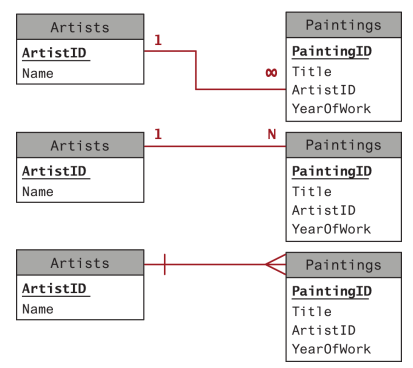 Artists
ArtistID
Name
1
∞
Paintings
PaintingID
Title
ArtistID
YearOfWork
Artists
ArtistID
Name
1
N
Paintings
PaintingID
Title
ArtistID
YearOfWork
Artists
ArtistID
Name
Paintings
PaintingID
Title
ArtistID
YearOfWork